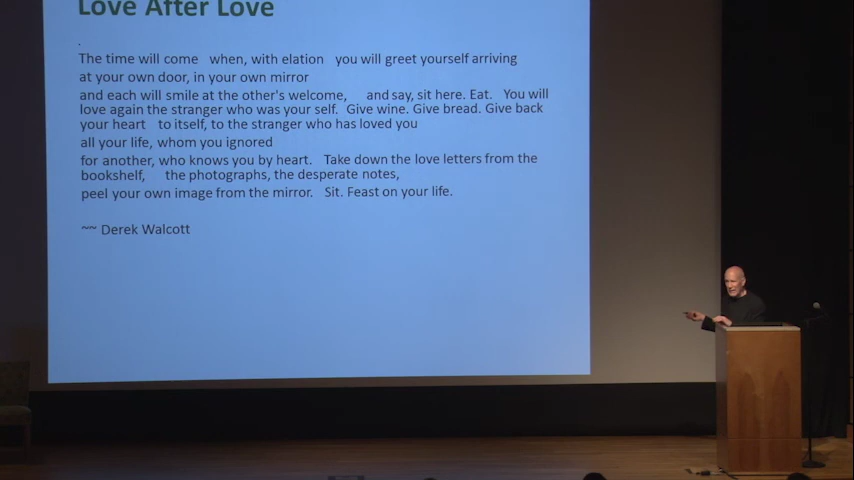 Love After Love
.
The time will come when, with elation you will greet yourself arriving
at your own door, in your own mirror
and each will smile at the other's welcome, and say, sit here. Eat. You will
love again the stranger who was your self. Give wine. Give bread. Give back
your heart to itself, to the stranger who has loved you
all your life, whom you ignored
for another, who knows you by heart. Take down the love letters from the
bookshelf, the photographs, the desperate notes,
peel your own image from the mirror. Sit. Feast on your life.
~~ Derek Walcott